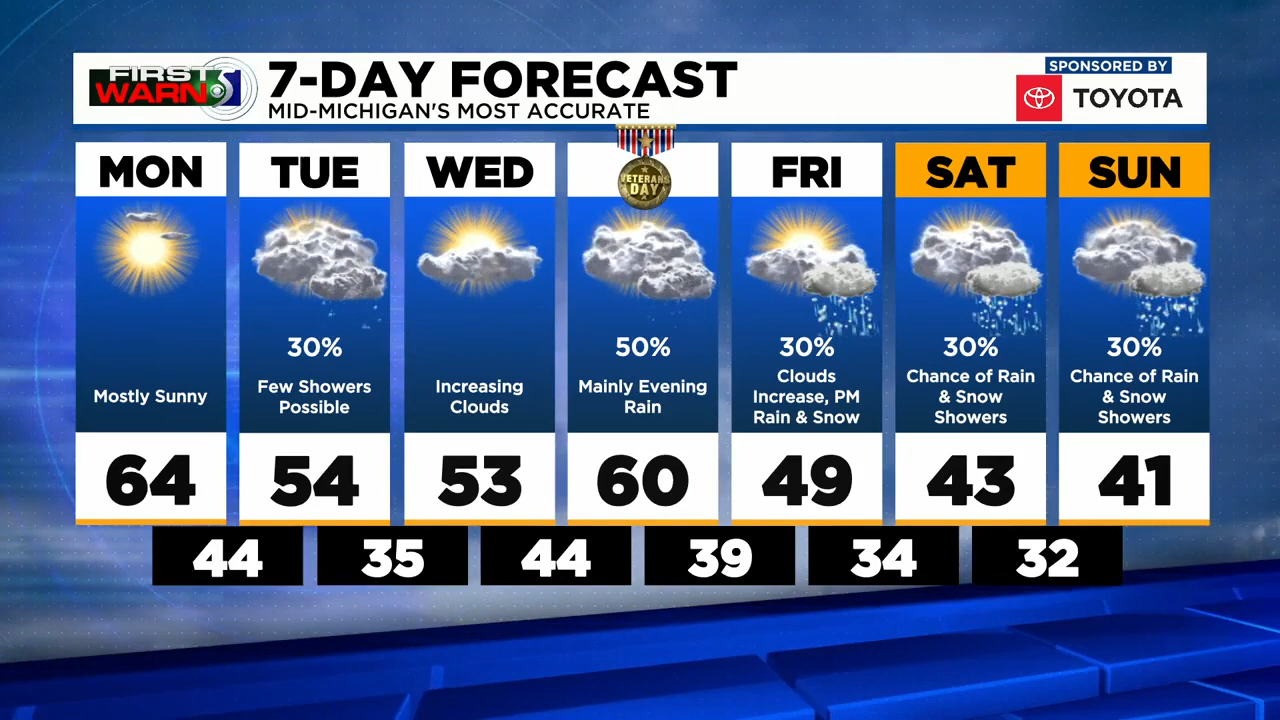 FIRST
WARN 5
7-DAY FORECAST
MID-MICHIGAN'S MOST ACCURATE
SPONSORED BY
TOYOTA
MON
Mostly Sunny
64
TUE
30%
Few Showers
Possible
54
WED
Increasing
Clouds
53
VETERANS
DAY
50%
Mainly Evening
Rain
60
FRI
30%
Clouds
Increase, PM
Rain & Snow
49
SAT
30%
Chance of Rain
& Snow
Showers
43
SUN
30%
Chance of Rain
& Snow
Showers
41
44
35
44
39
34
32